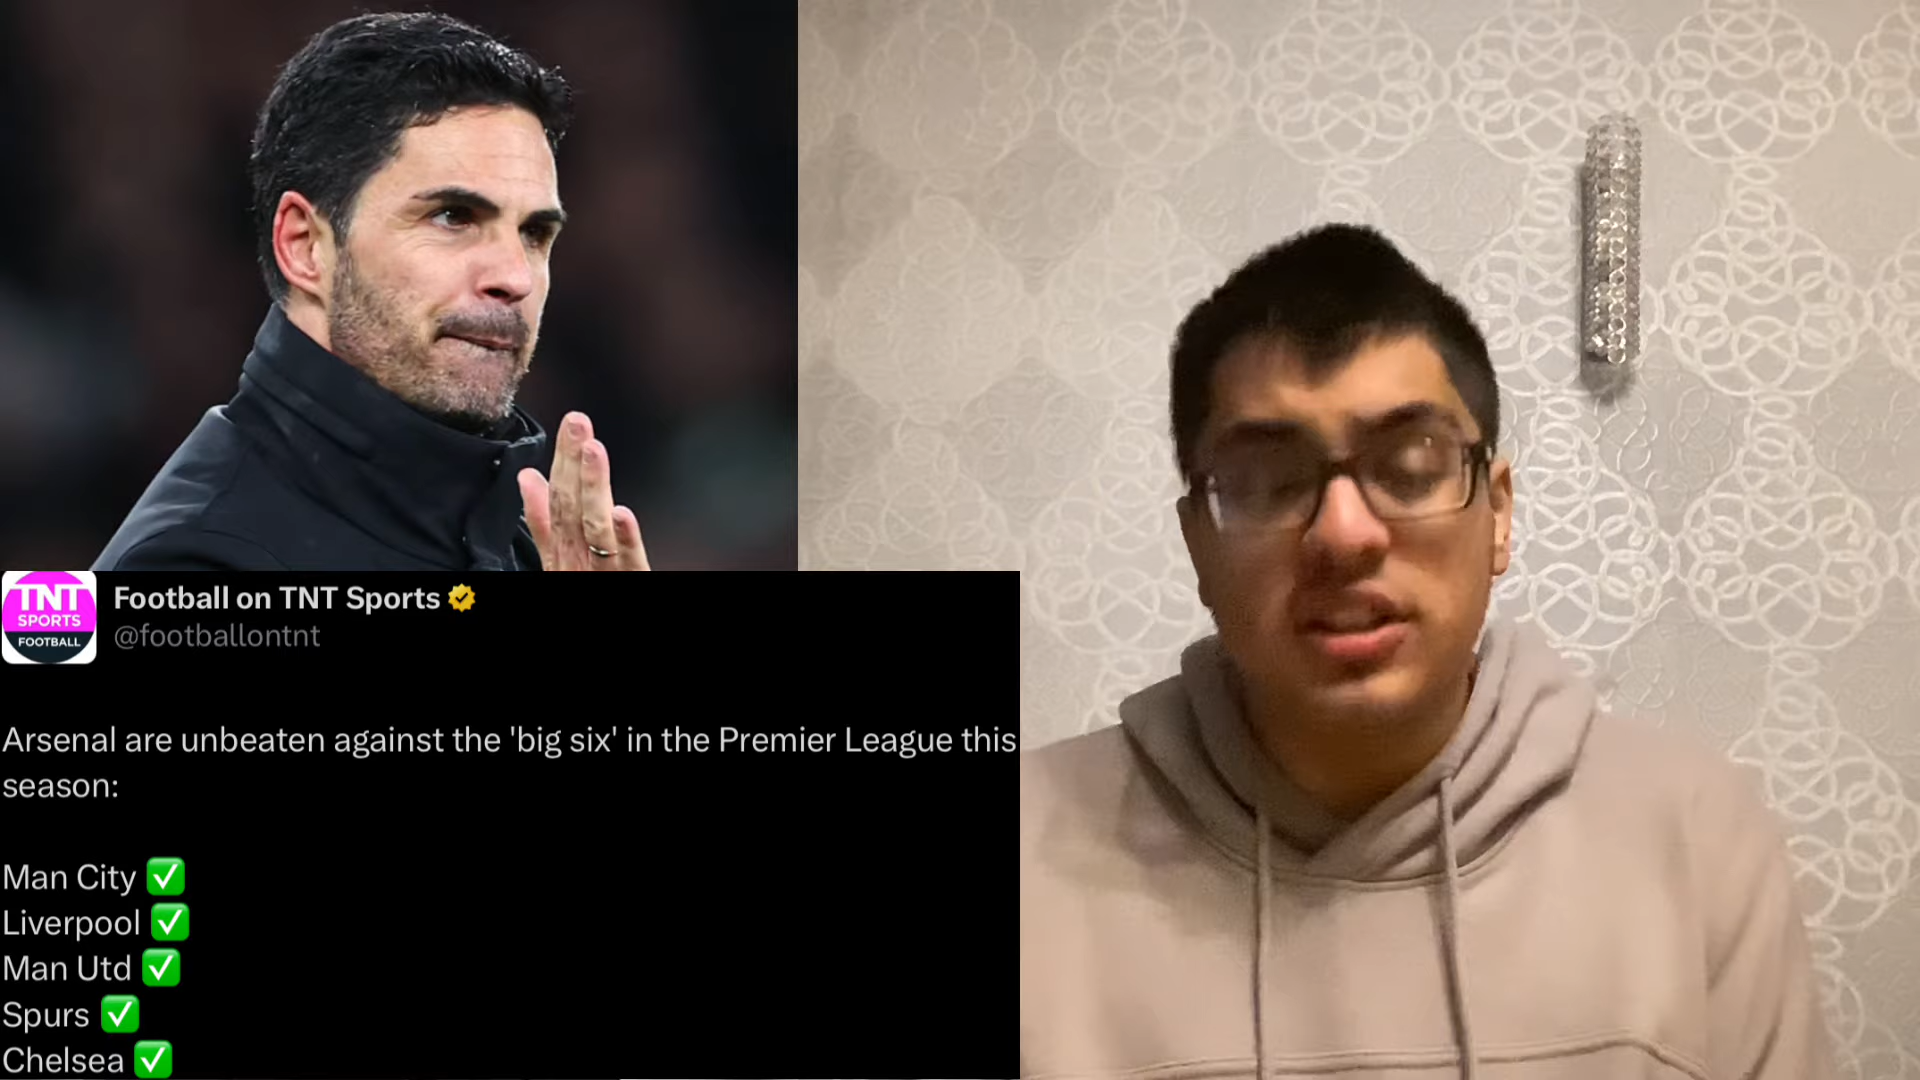 TNT
SPORTS
FOOTBALL
Football on TNT Sports
@footballontnt
Arsenal are unbeaten against the 'big six' in the Premier League this
season:
Man City ✅
Liverpool ✅
Man Utd ✅
Spurs ✅
Chelsea ✅